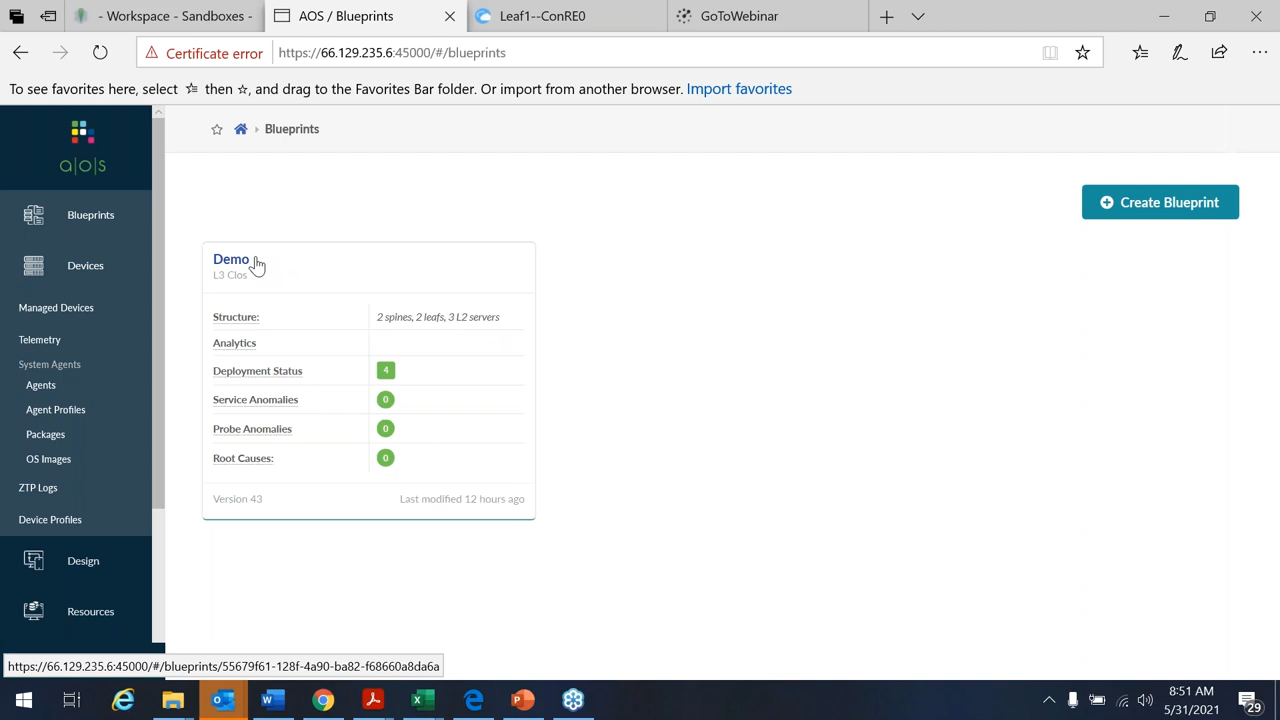 - Workspace - Sandboxes -
AOS / Blueprints
Leaf1--ConRE0
GoToWebinar
Certificate error
https://66.129.235.6:45000/#/blueprints
To see favorites here, select then ☆, and drag to the Favorites Bar folder. Or import from another browser. Import favorites
a|o|s
Blueprints
Devices
Managed Devices
Telemetry
System Agents
Agents
Agent Profiles
Packages
OS Images
ZTP Logs
Device Profiles
Design
Resources
Blueprints
Create Blueprint
Demo
L3 Clos
Structure: 2 spines, 2 leafs, 3 L2 servers
Analytics
Deployment Status 4
Service Anomalies 0
Probe Anomalies 0
Root Causes: 0
Version 43 Last modified 12 hours ago
https://66.129.235.6:45000/#/blueprints/55679f61-128f-4a90-ba82-f68660a8da6a
8:51 AM
5/31/2021
29